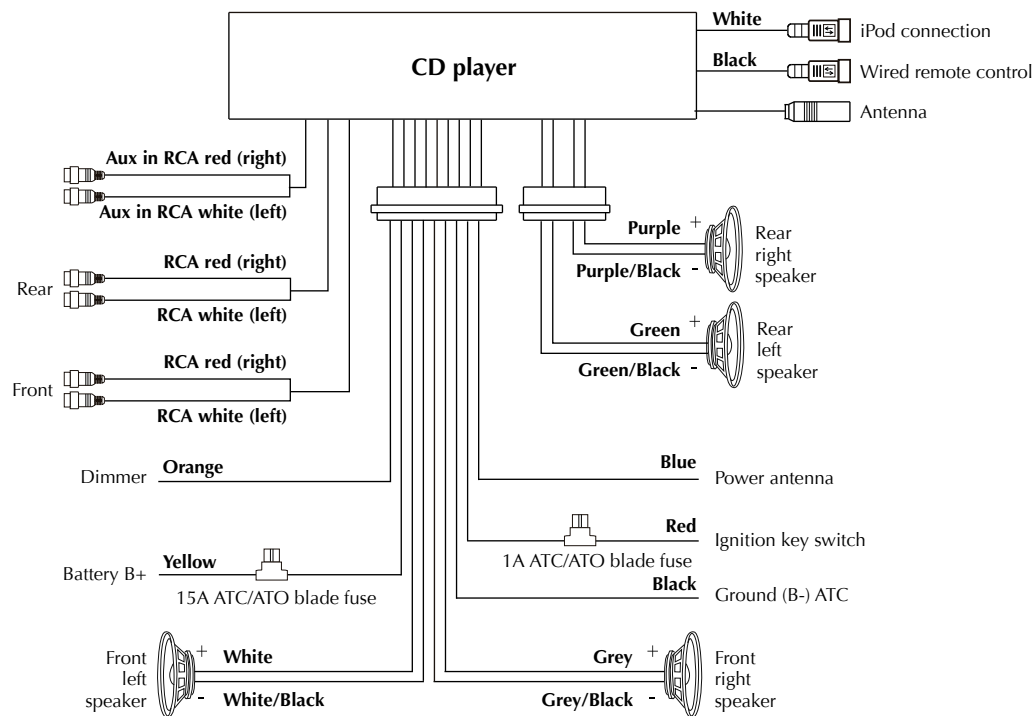 White
iPod connection
CD player
Black
Wired remote control
Antenna
Aux in RCA red (right)
Aux in RCA white (left)
Purple +
Purple/Black -
Rear
right
speaker
Rear
RCA red (right)
RCA white (left)
Green +
Green/Black -
Rear
left
speaker
Front
RCA red (right)
RCA white (left)
Dimmer
Orange
Blue
Power antenna
Red
Ignition key switch
1A ATC/ATO blade fuse
Battery B+
Yellow
15A ATC/ATO blade fuse
Black
Ground (B-) ATC
Front
left
speaker
+ White
- White/Black
Grey +
Grey/Black -
Front
right
speaker